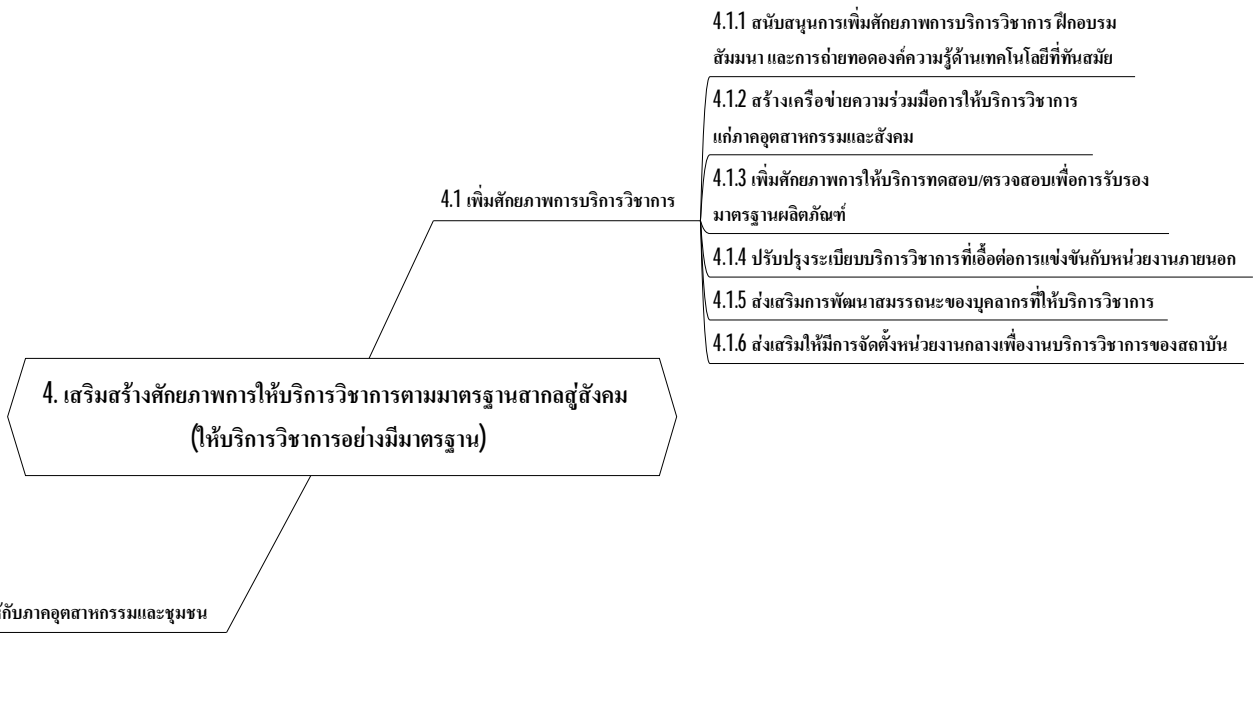 4.1.1 สนับสนุนการเพิ่มศักยภาพการบริการวิชาการ ฝึกอบรม
สัมมนา และการถ่ายทอดองค์ความรู้ด้านเทคโนโลยีที่ทันสมัย
4.1.2 สร้างเครือข่ายความร่วมมือการให้บริการวิชาการ
แก่ภาคอุตสาหกรรมและสังคม
4.1.3 เพิ่มศักยภาพการให้บริการทดสอบ/ตรวจสอบเพื่อการรับรอง
มาตรฐานผลิตภัณฑ์
4.1 เพิ่มศักยภาพการบริการวิชาการ
4.1.4 ปรับปรุงระเบียบบริการวิชาการที่เอื้อต่อการแข่งขันกับหน่วยงานภายนอก
4.1.5 ส่งเสริมการพัฒนาสมรรถนะของบุคลากรที่ให้บริการวิชาการ
4.1.6 ส่งเสริมให้มีการจัดตั้งหน่วยงานกลางเพื่องานบริการวิชาการของสถาบัน
4. เสริมสร้างศักยภาพการให้บริการวิชาการตามมาตรฐานสากลสู่สังคม
(ให้บริการวิชาการอย่างมีมาตรฐาน)
กับภาคอุตสาหกรรมและชุมชน